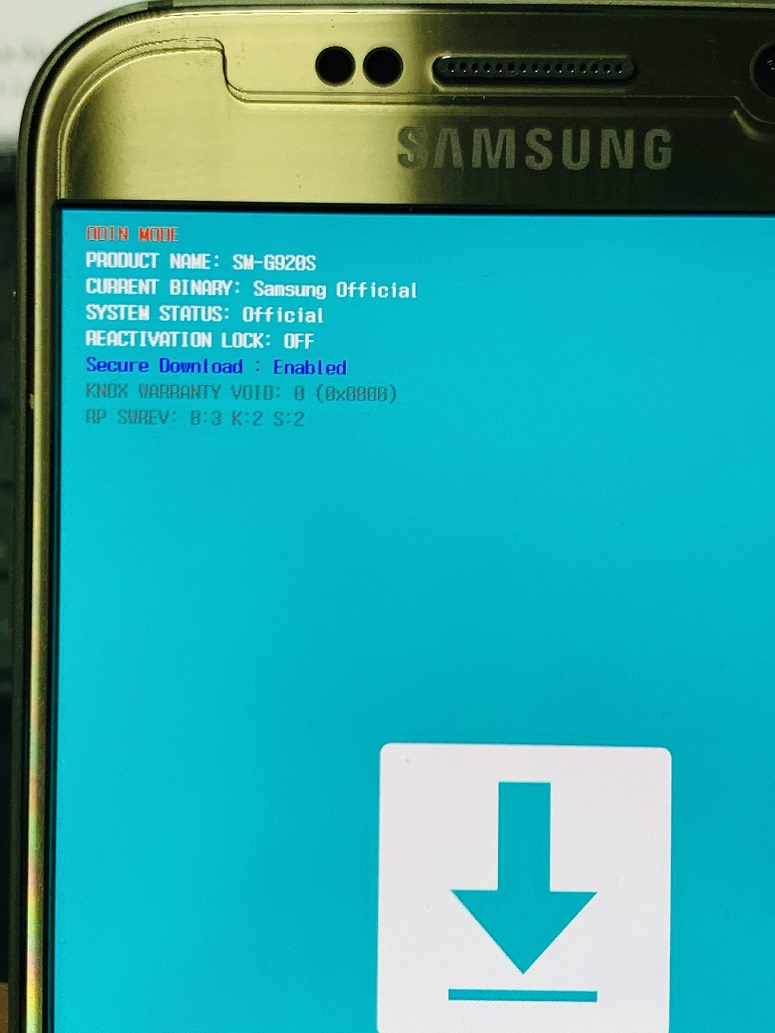 SAMSUNG
ODIN MODE
PRODUCT NAME: SM-G920S
CURRENT BINARY: Samsung Official
SYSTEM STATUS: Official
REACTIVATION LOCK: OFF
Secure Download : Enabled
KNOX WARRANTY VOID: 0 (0x0000)
RP SWREV: B:3 K:2 S:2